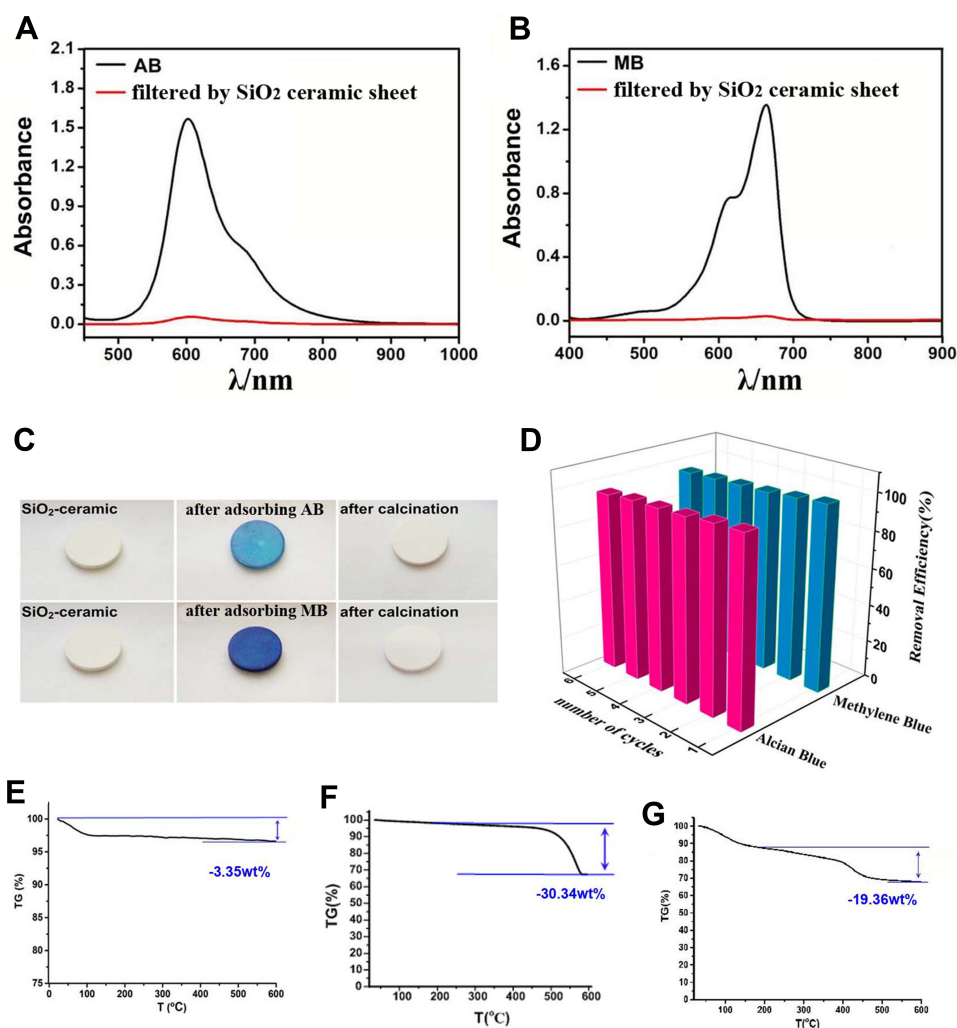 A
2.1
1.8
1.5
1.2
0.9
0.6
0.3
0.0
Absorbance
AB
filtered by SiO2 ceramic sheet
500 600 700 800 900 1000
λ/nm
B
1.6
1.2
0.8
0.4
0.0
Absorbance
MB
filtered by SiO2 ceramic sheet
400 500 600 700 800 900
λ/nm
C
SiO2-ceramic
after adsorbing AB
after calcination
SiO2-ceramic
after adsorbing MB
after calcination
D
100
80
60
40
20
0
Removal Efficiency(%)
6 5 4 3 2 1
number of cycles
Methylene Blue
Alcian Blue
E
100
95
90
85
80
75
TG (%)
-3.35wt%
0 100 200 300 400 500 600
T (°C)
F
100
90
80
70
60
50
40
30
20
10
0
TG(%)
-30.34wt%
100 200 300 400 500 600
T(°C)
G
100
90
80
70
60
50
40
30
20
10
0
TG(%)
-19.36wt%
100 200 300 400 500 600
T(°C)